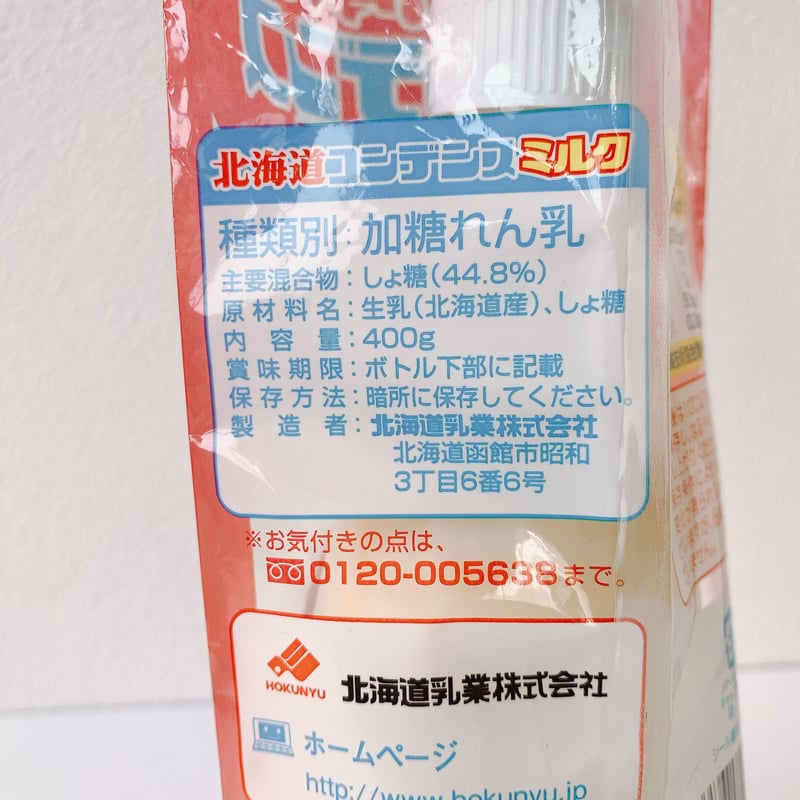 北海道コンデンスミルク
種類別：加糖れん乳
主要混合物：しょ糖（44.8%）
原材料名：生乳（北海道産）、しょ糖
内容量：400g
賞味期限：ボトル下部に記載
保存方法：暗所に保存してください。
製造者：北海道乳業株式会社
北海道函館市昭和
3丁目6番6号
※お気付きの点は、
0120-005638まで。
HOKUNYU
北海道乳業株式会社
ホームページ
http://www.hokunyu.jp